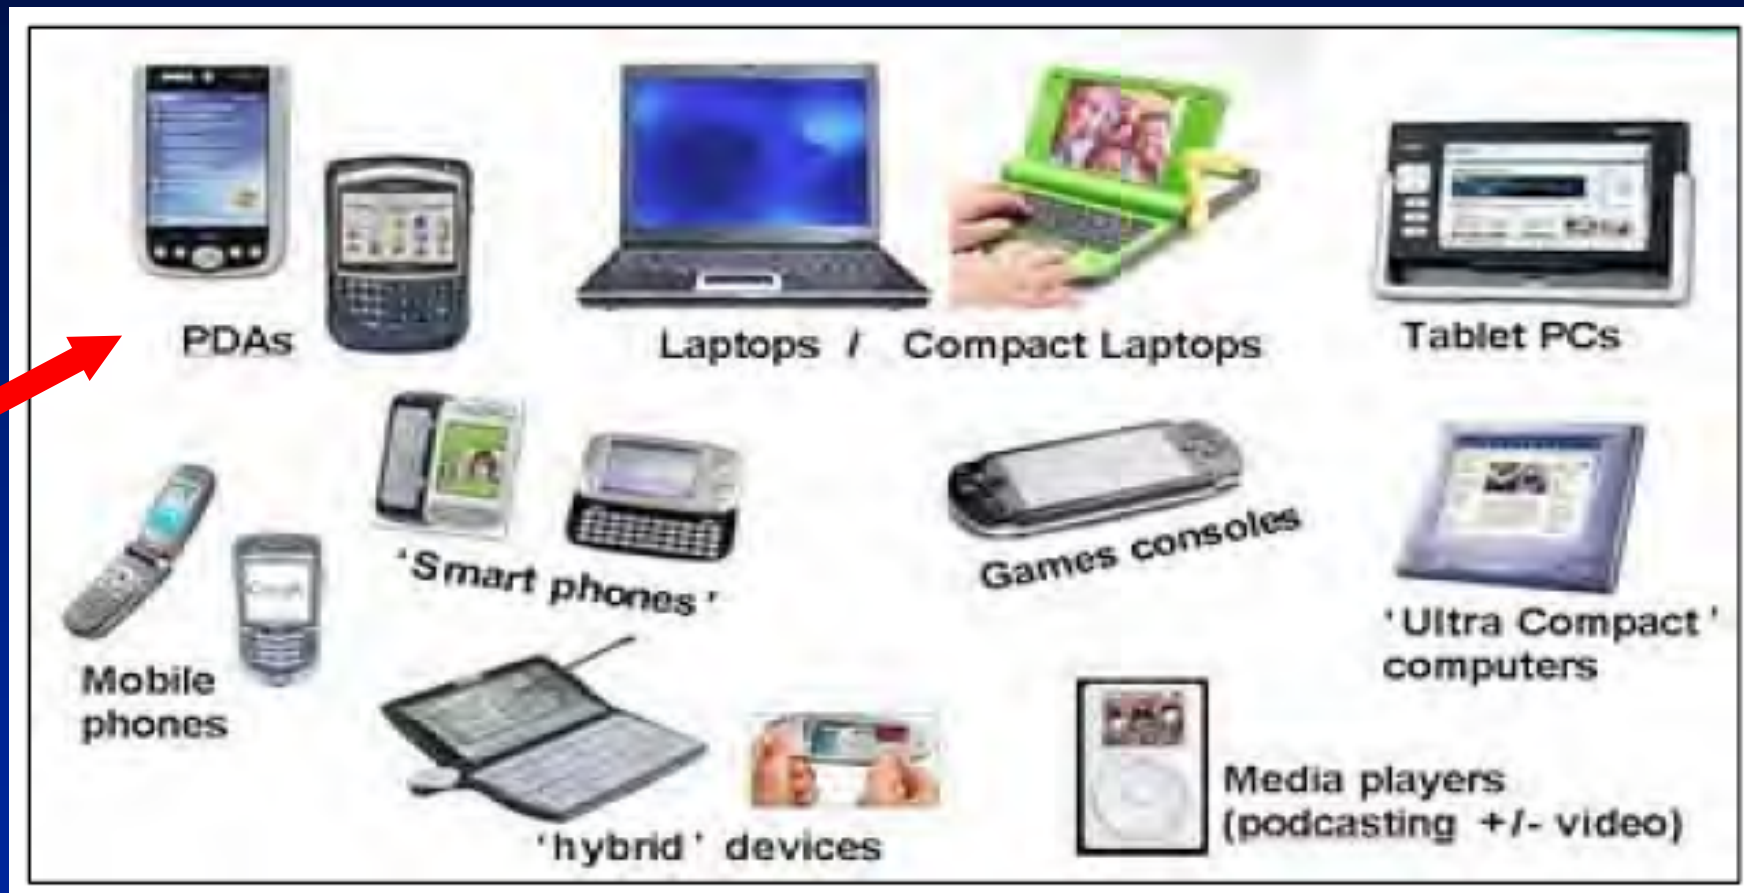 DELL
PDAs
Laptops / Compact Laptops
Tablet PCs
'Smart phones'
Games consoles
'Ultra Compact'
computers
Mobile
phones
'hybrid' devices
Media players
(podcasting +/- video)